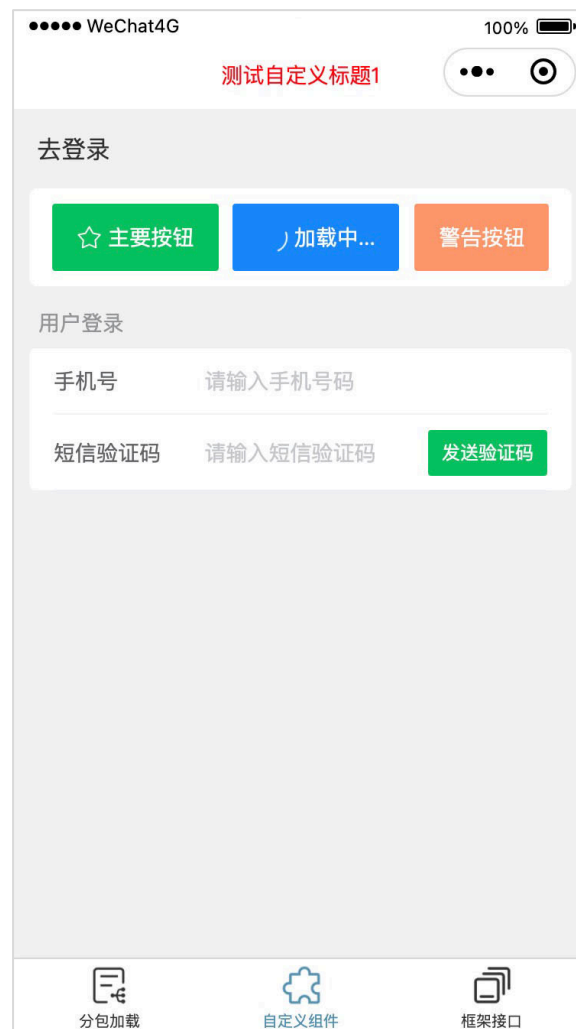 WeChat4G 100%
测试自定义标题1
去登录
主要按钮 加载中... 警告按钮
用户登录
手机号 请输入手机号码
短信验证码 请输入短信验证码 发送验证码
分包加载 自定义组件 框架接口